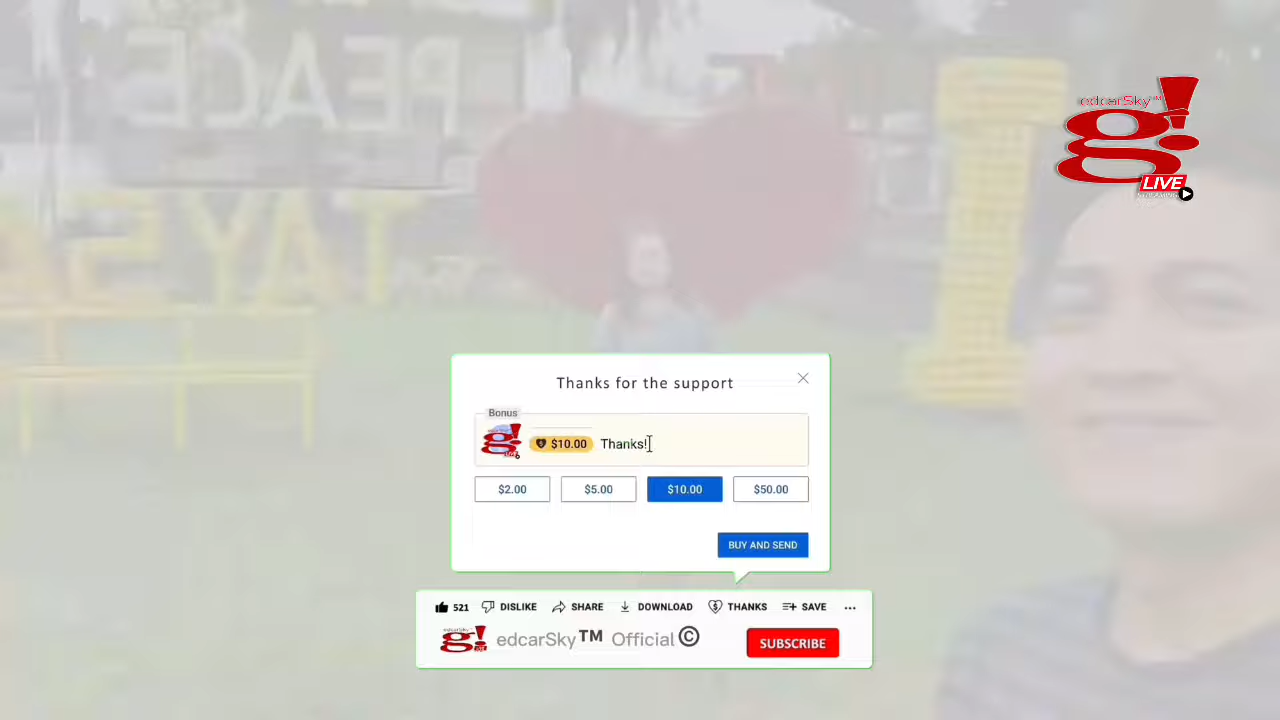 PEACE
edcarSky™
g!
LIVE
Thanks for the support
Bonus
$10.00 Thanks!
$2.00 $5.00 $10.00 $50.00
BUY AND SEND
521 DISLIKE SHARE DOWNLOAD THANKS SAVE ...
g! edcarSky™ Official ©
SUBSCRIBE